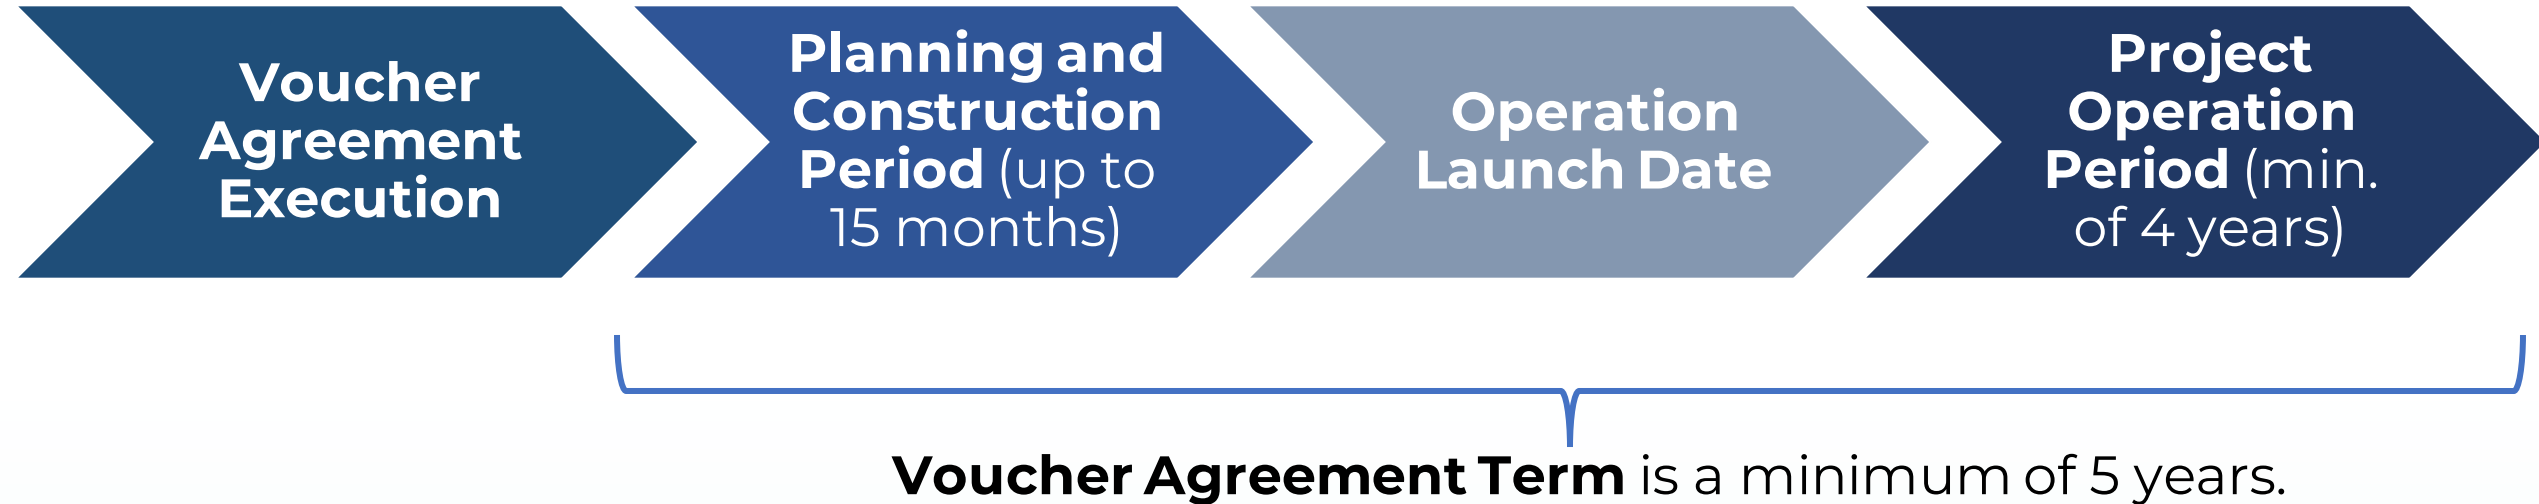 Voucher
Agreement
Execution
Planning and
Construction
Period (up to
15 months)
Operation
Launch Date
Project
Operation
Period (min.
of 4 years)
Voucher Agreement Term is a minimum of 5 years.